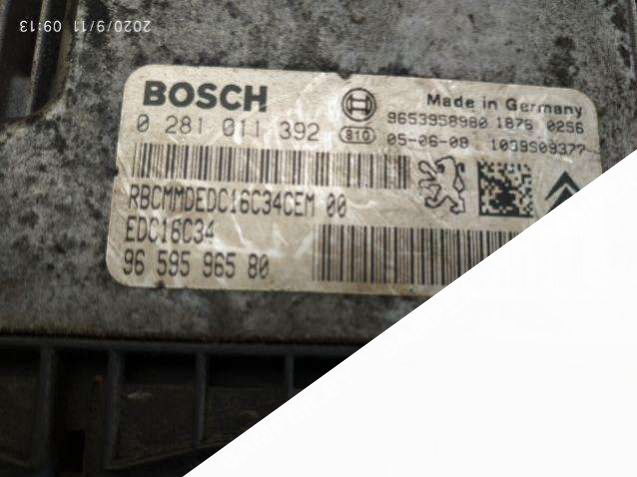 2020/9/11 09:13
BOSCH
Made in Germany
0 281 011 392
9653958980 1876 0256
S10 05-06-08 1039S09377
RBCMMDEDC16C34CEM 00
EDC16C34
96 595 965 80